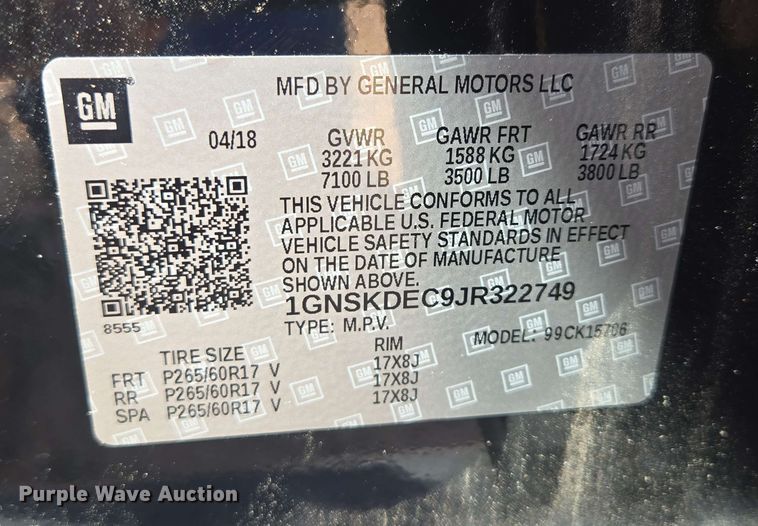 GM
MFD BY GENERAL MOTORS LLC
04/18
GVWR GAWR FRT GAWR RR
3221 KG 1588 KG 1724 KG
7100 LB 3500 LB 3800 LB
THIS VEHICLE CONFORMS TO ALL
APPLICABLE U.S. FEDERAL MOTOR
VEHICLE SAFETY STANDARDS IN EFFECT
ON THE DATE OF MANUFACTURE
SHOWN ABOVE.
8555
1GNSKDEC9JR322749
TYPE: M.P.V. MODEL: 99CK15706
TIRE SIZE RIM
FRT P265/60R17 V 17X8J
RR P265/60R17 V 17X8J
SPA P265/60R17 V 17X8J
Purple Wave Auction